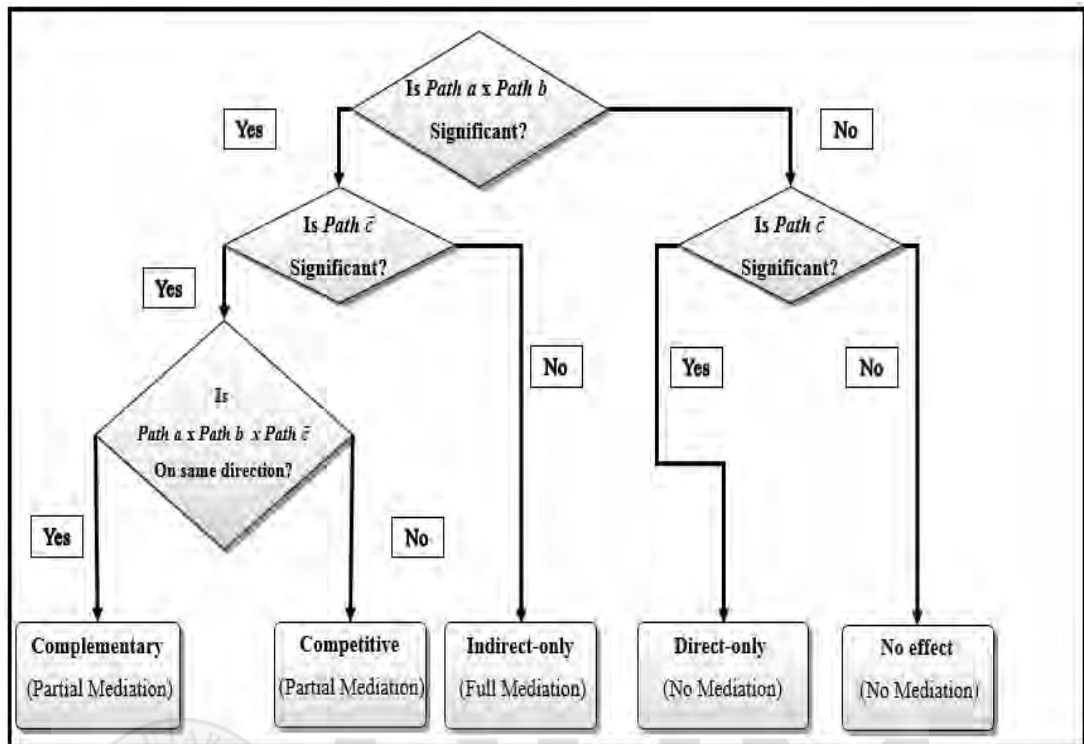 Is Path a x Path b
Significant?
Yes
No
Is Path c̄
Significant?
Is Path c̄
Significant?
Yes
No
Yes
No
Is
Path a x Path b x Path c̄
On same direction?
Yes
No
Complementary
(Partial Mediation)
Competitive
(Partial Mediation)
Indirect-only
(Full Mediation)
Direct-only
(No Mediation)
No effect
(No Mediation)